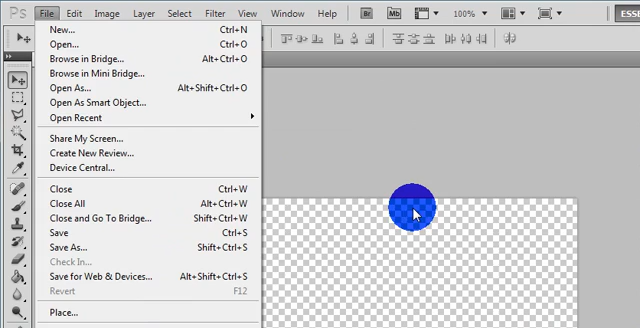 Ps File Edit Image Layer Select Filter View Window Help Br Mb 100% ESSE
New... Ctrl+N
Open... Ctrl+O
Browse in Bridge... Alt+Ctrl+O
Browse in Mini Bridge...
Open As... Alt+Shift+Ctrl+O
Open As Smart Object...
Open Recent
Share My Screen...
Create New Review...
Device Central...
Close Ctrl+W
Close All Alt+Ctrl+W
Close and Go To Bridge... Shift+Ctrl+W
Save Ctrl+S
Save As... Shift+Ctrl+S
Check In...
Save for Web & Devices... Alt+Shift+Ctrl+S
Revert F12
Place...